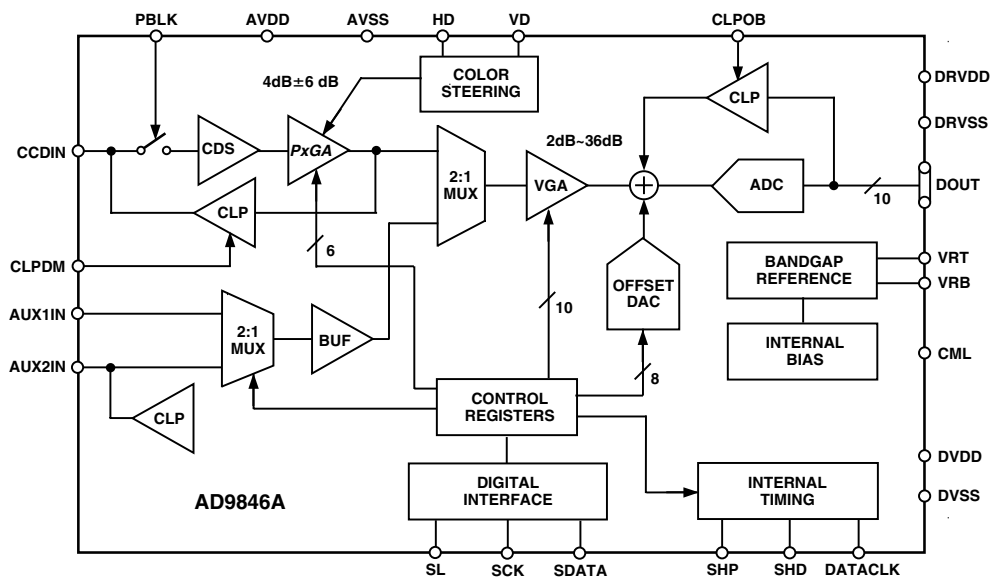 PBLK AVDD AVSS HD VD CLPOB
4dB±6 dB
COLOR
STEERING
CLP
DRVDD
DRVSS
CCDIN
CDS
PxGA
2:1
MUX
2dB~36dB
VGA
ADC
10
DOUT
CLP
6
CLPDM
BANDGAP
REFERENCE
VRT
VRB
OFFSET
DAC
10
AUX1IN
2:1
MUX
BUF
INTERNAL
BIAS
CML
AUX2IN
8
CLP
CONTROL
REGISTERS
DVDD
DIGITAL
INTERFACE
INTERNAL
TIMING
DVSS
AD9846A
SL SCK SDATA SHP SHD DATACLK